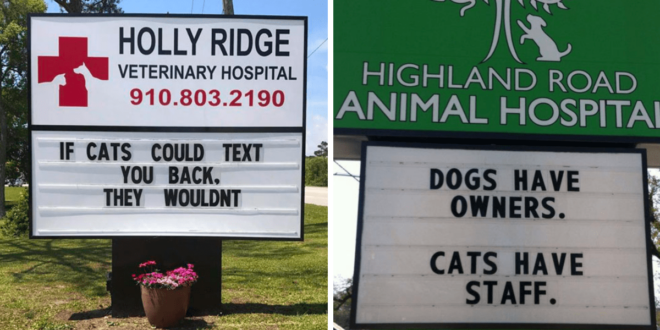 HOLLY RIDGE
VETERINARY HOSPITAL
910.803.2190
IF CATS COULD TEXT
YOU BACK,
THEY WOULDNT
HIGHLAND ROAD
ANIMAL HOSPITAL
DOGS HAVE
OWNERS.
CATS HAVE
STAFF.